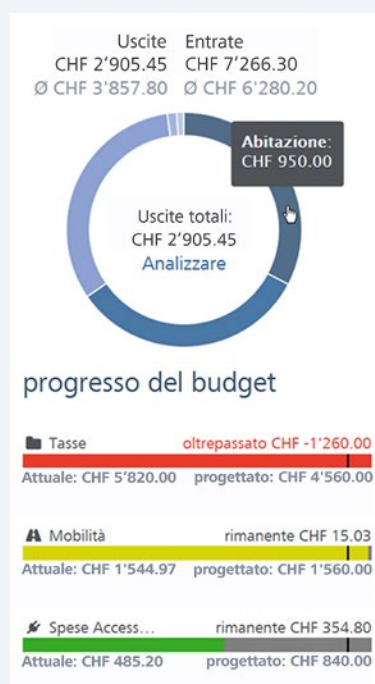 Uscite Entrate
CHF 2’905.45 CHF 7’266.30
Ø CHF 3'857.80 Ø CHF 6'280.20
Abitazione:
CHF 950.00
Uscite totali:
CHF 2’905.45
Analizzare
progresso del budget
Tasse oltrepassato CHF -1'260.00
Attuale: CHF 5’820.00 progettato: CHF 4'560.00
Mobilità rimanente CHF 15.03
Attuale: CHF 1'544.97 progettato: CHF 1'560.00
Spese Access... rimanente CHF 354.80
Attuale: CHF 485.20 progettato: CHF 840.00